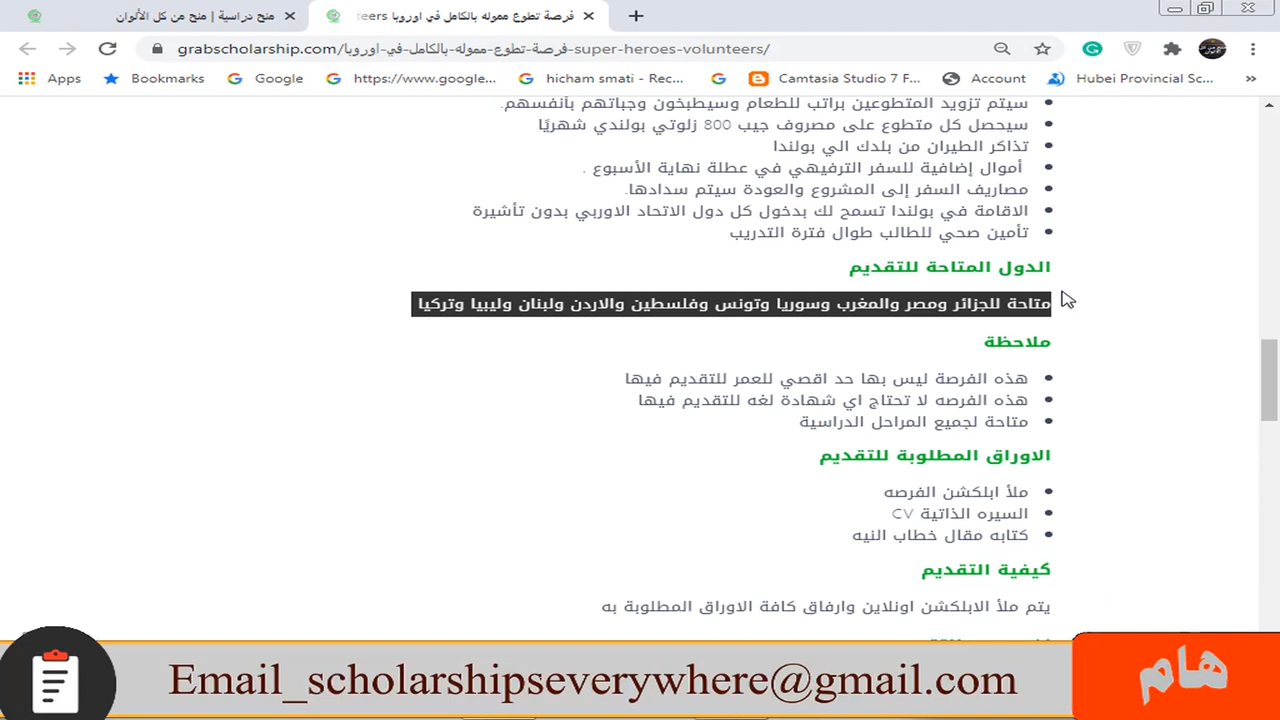 منح دراسية | منح من كل الألوان
فرصة تطوع مموله بالكامل في اوروبا teers
grabscholarship.com/فرصة-تطوع-مموله-بالكامل-في-اوروبا-super-heroes-volunteers/
Apps
Bookmarks
Google
https://www.google...
hicham smati - Rec...
Camtasia Studio 7 F...
Account
Hubei Provincial Sc...
»
سيتم تزويد المتطوعين براتب للطعام وسيطبخون وجباتهم بأنفسهم.
سيحصل كل متطوع على مصروف جيب 800 زلوتي بولندي شهريًا
تذاكر الطيران من بلدك الي بولندا
أموال إضافية للسفر الترفيهي في عطلة نهاية الأسبوع .
مصاريف السفر إلى المشروع والعودة سيتم سدادها.
الاقامة في بولندا تسمح لك بدخول كل دول الاتحاد الاوربي بدون تأشيرة
تأمين صحي للطالب طوال فترة التدريب
الدول المتاحة للتقديم
متاحة للجزائر ومصر والمغرب وسوريا وتونس وفلسطين والاردن ولبنان وليبيا وتركيا
ملاحظة
هذه الفرصة ليس بها حد اقصي للعمر للتقديم فيها
هذه الفرصه لا تحتاج اي شهادة لغه للتقديم فيها
متاحة لجميع المراحل الدراسية
الاوراق المطلوبة للتقديم
ملأ ابلكشن الفرصه
السيره الذاتية CV
كتابه مقال خطاب النيه
كيفية التقديم
يتم ملأ الابلكشن اونلاين وارفاق كافة الاوراق المطلوبة به
Email_scholarshipseverywhere@gmail.com
هام